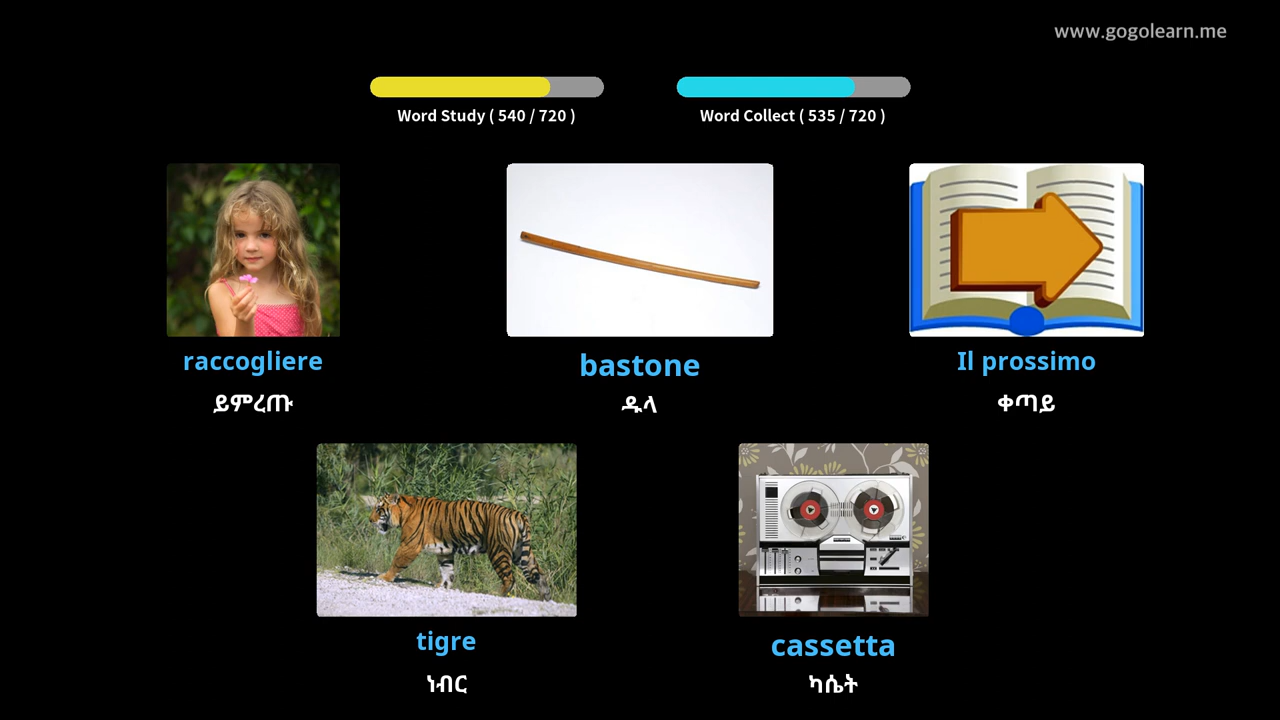 www.gogolearn.me
Word Study ( 540 / 720 )
Word Collect ( 535 / 720 )
raccogliere
ይምረጡ
bastone
ዱላ
Il prossimo
ቀጣይ
tigre
ነብር
cassetta
ካሴት